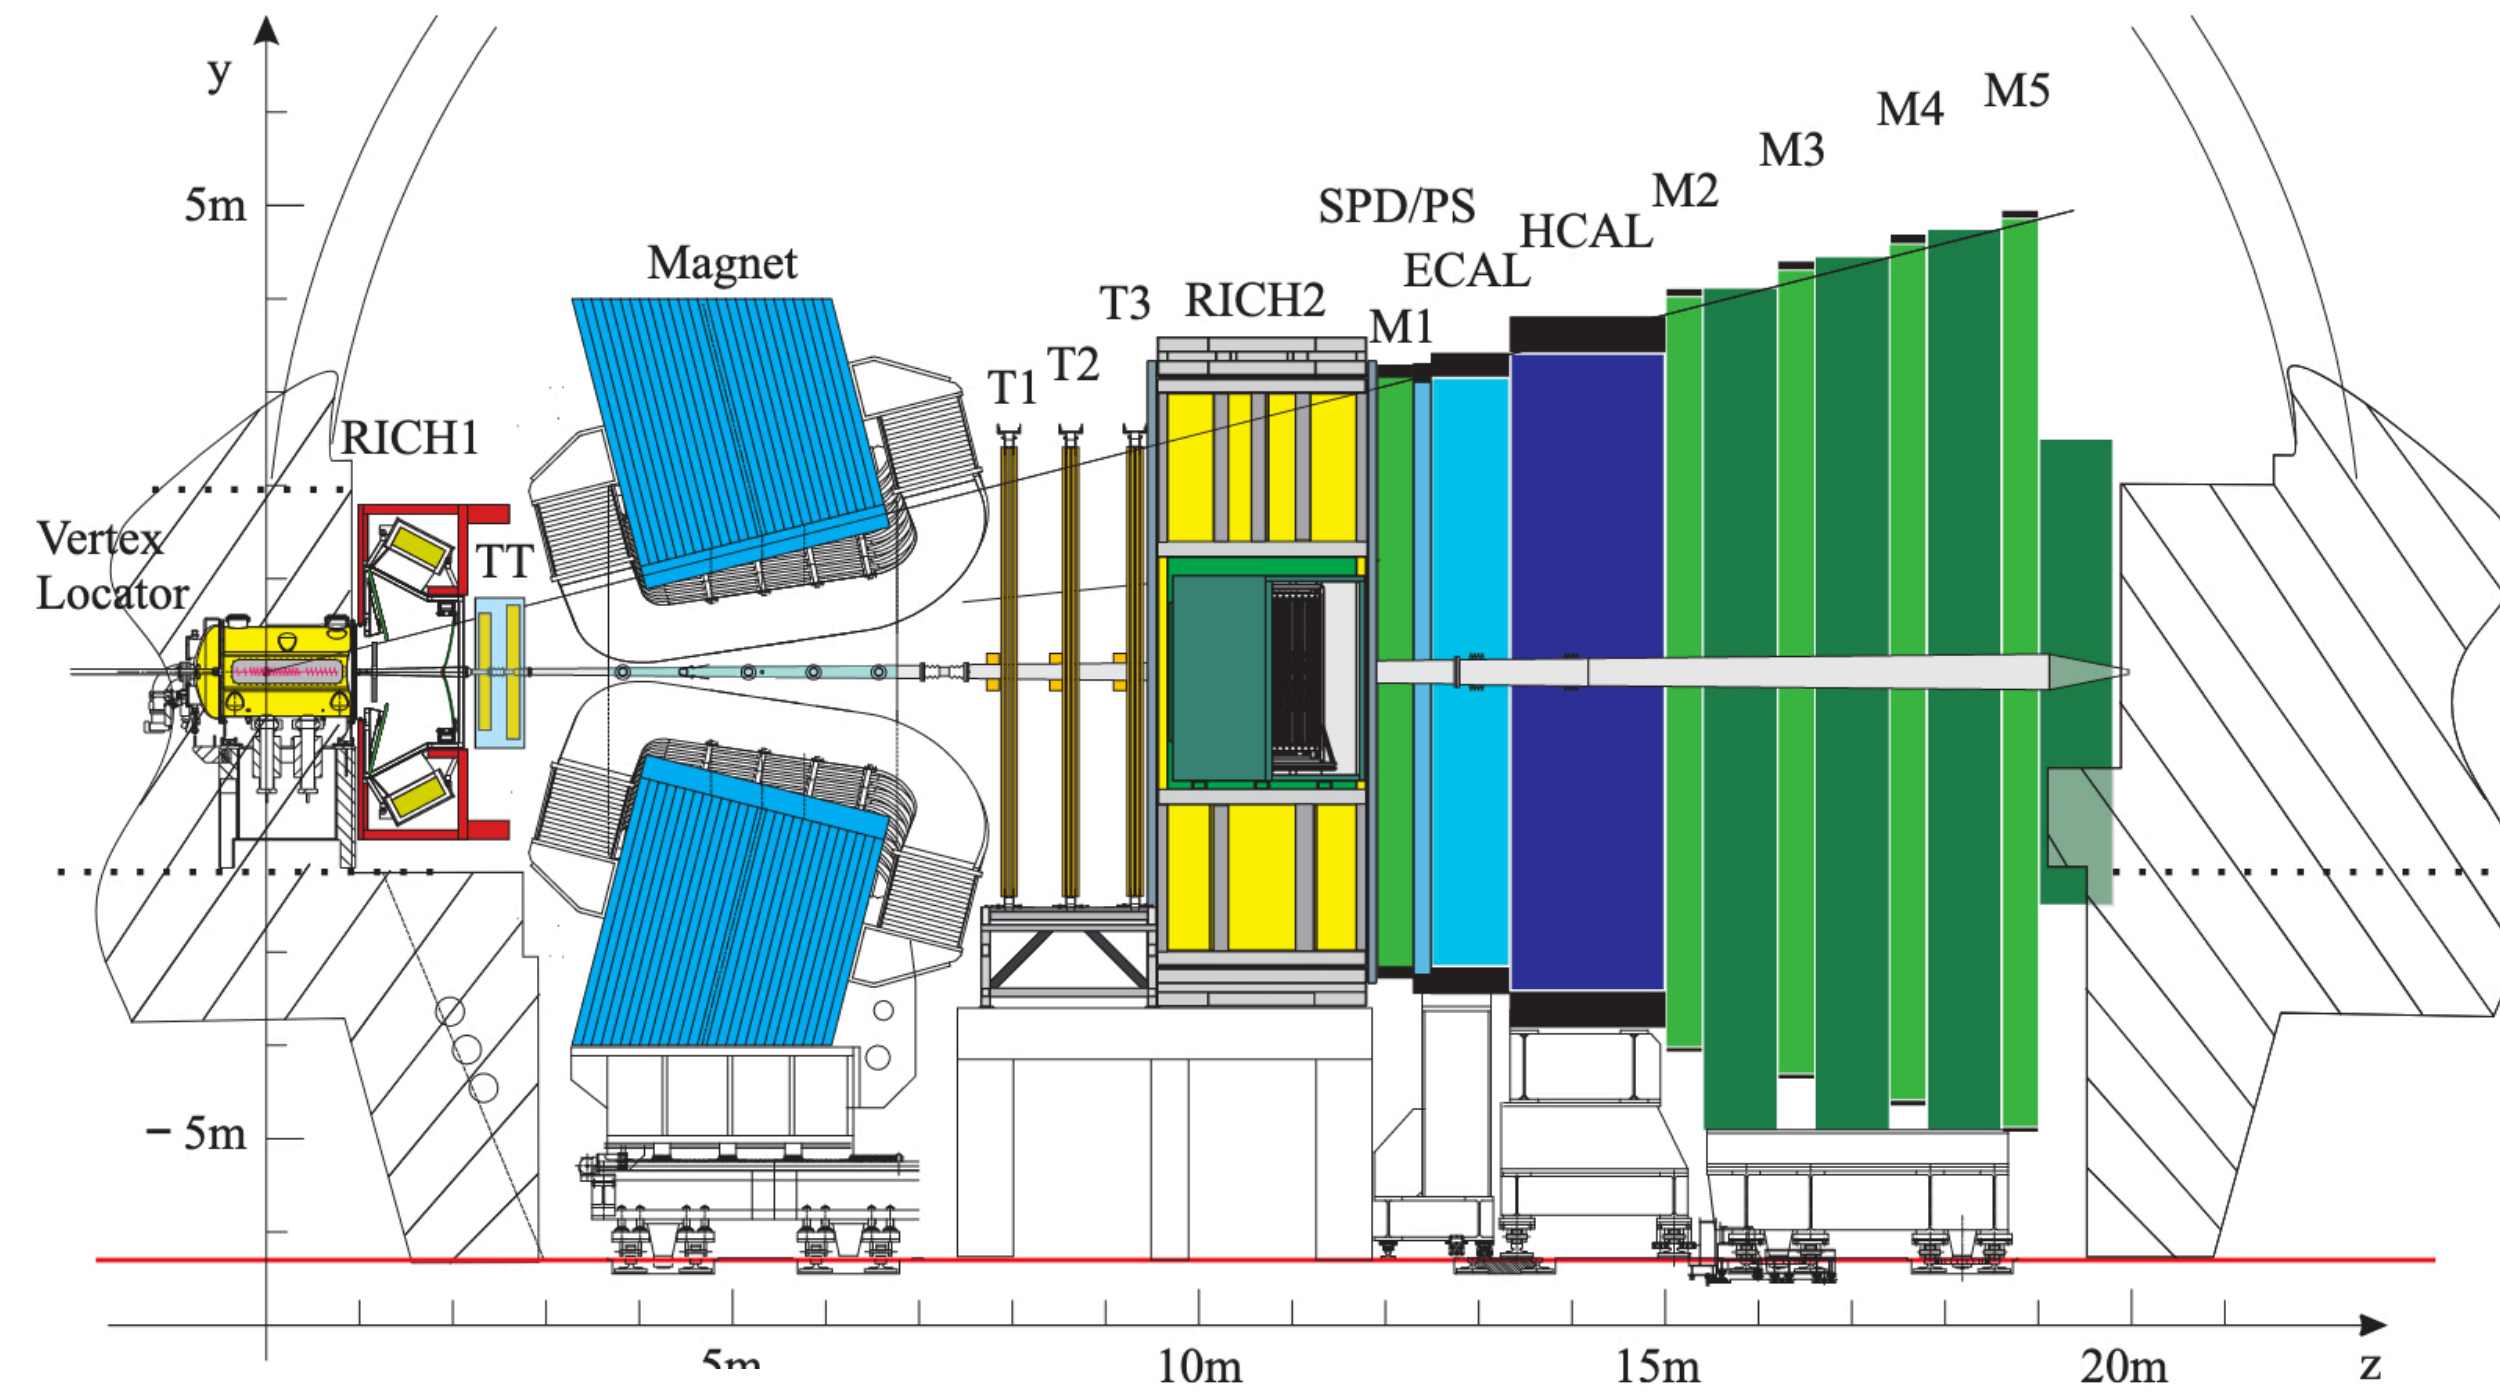 y
5m
M5
M4
M3
M2
SPD/PS
HCAL
Magnet
ECAL
T3
RICH2
M1
T2
T1
RICH1
Vertex
Locator
TT
− 5m
5m
10m
15m
20m
z